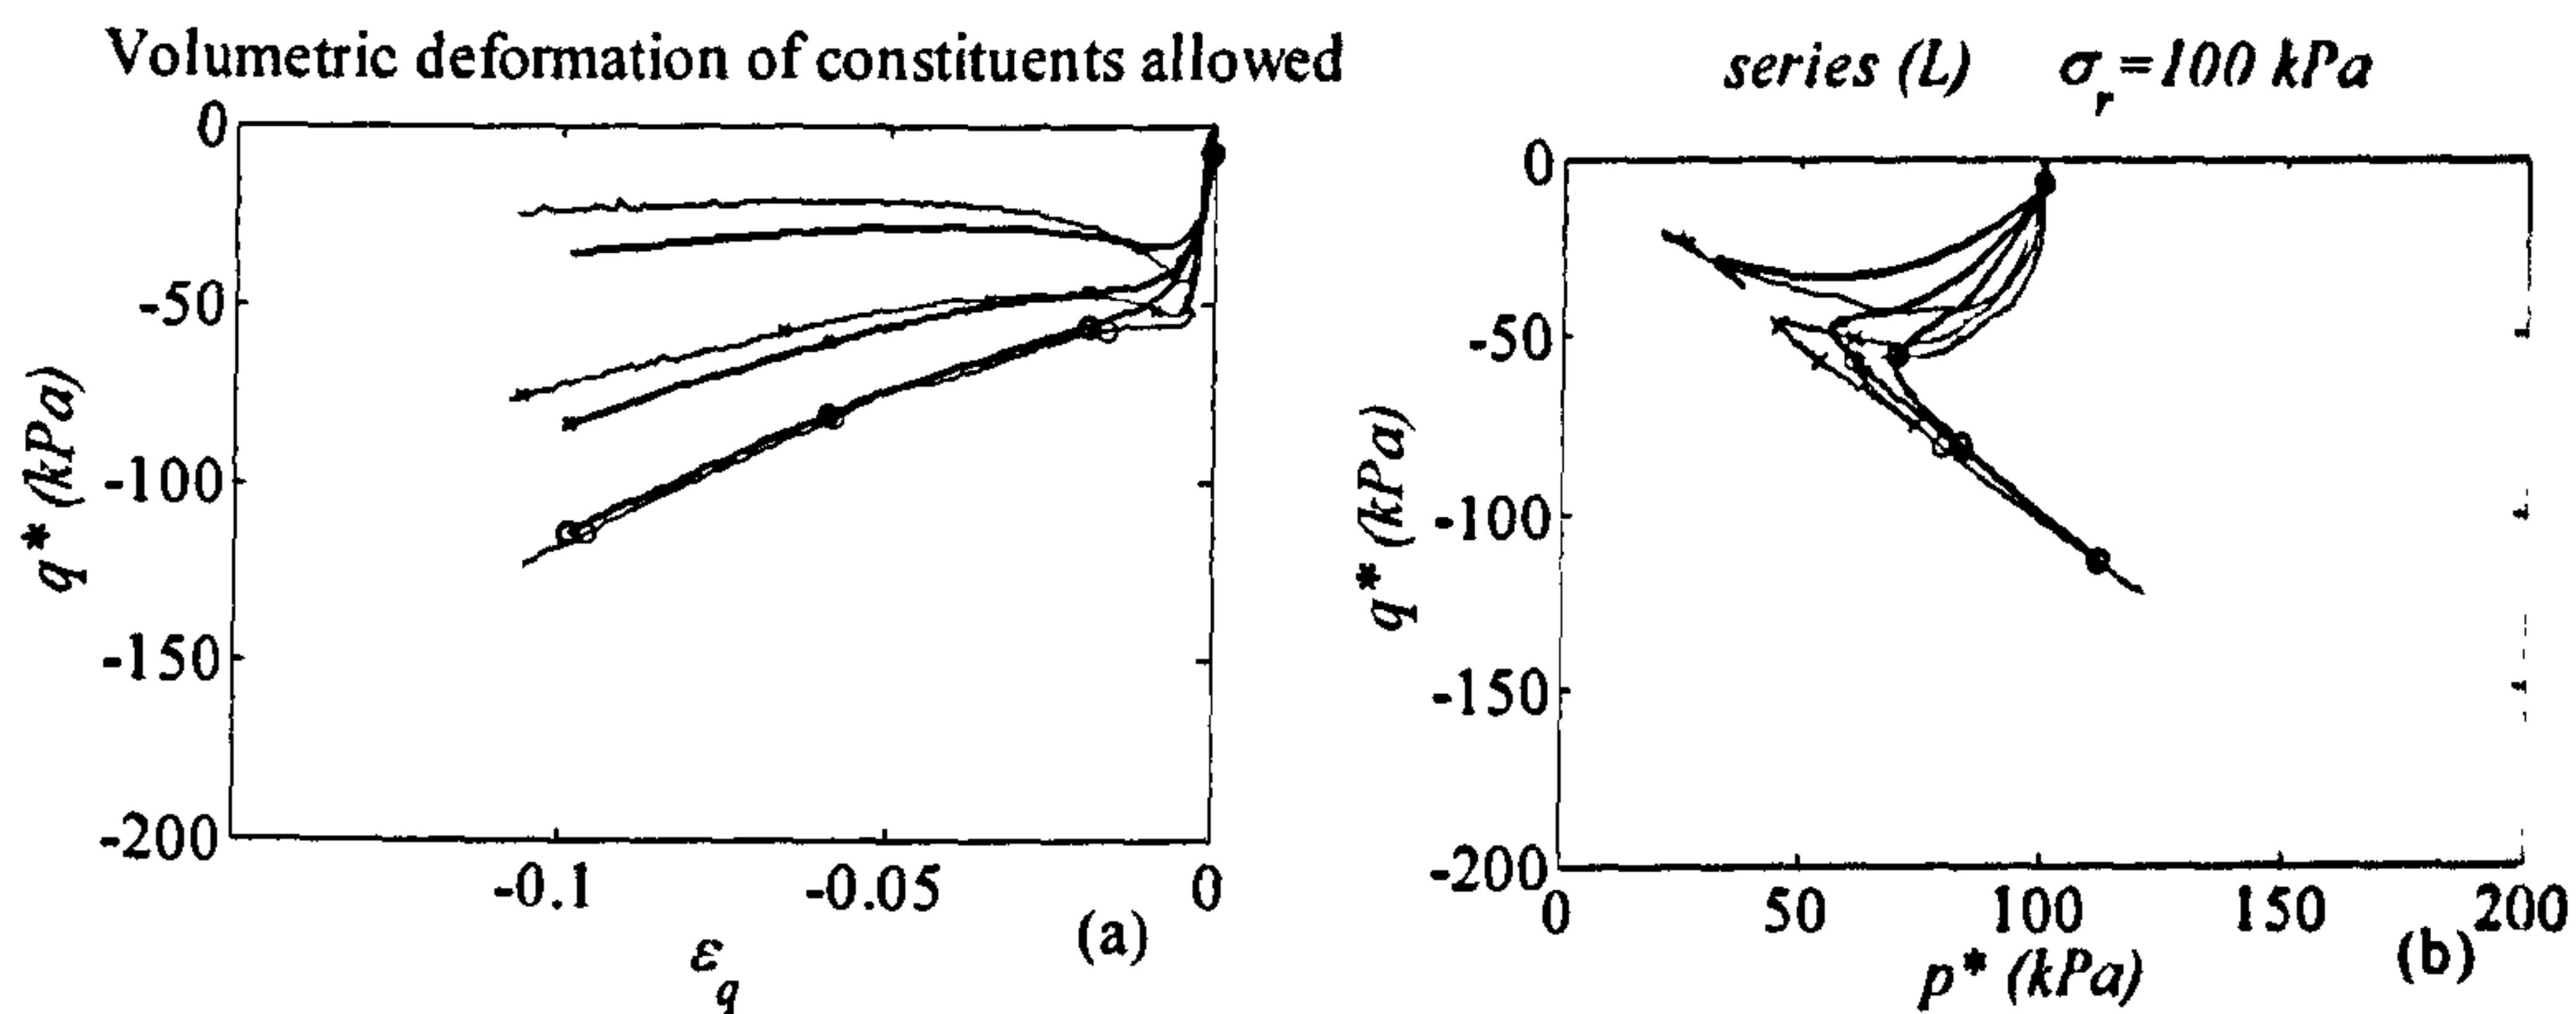 Volumetric deformation of constituents allowed
series (L) σr=100 kPa
0
-50
-100
-150
-200
q* (kPa)
-0.1
-0.05
0
εq
(a)
0
-50
-100
-150
-200
q* (kPa)
0
50
100
150
200
p* (kPa)
(b)